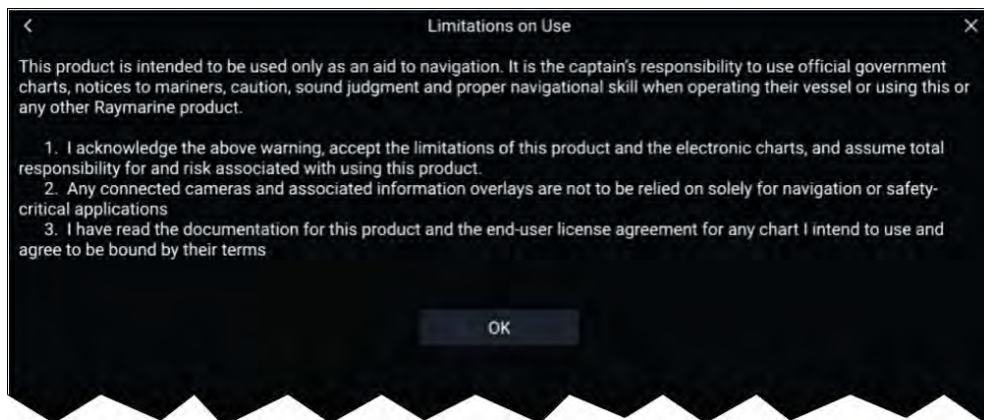 Limitations on Use
This product is intended to be used only as an aid to navigation. It is the captain's responsibility to use official government
charts, notices to mariners, caution, sound judgment and proper navigational skill when operating their vessel or using this or
any other Raymarine product.
1. I acknowledge the above warning, accept the limitations of this product and the electronic charts, and assume total
responsibility for and risk associated with using this product.
2. Any connected cameras and associated information overlays are not to be relied on solely for navigation or safety-
critical applications
3. I have read the documentation for this product and the end-user license agreement for any chart I intend to use and
agree to be bound by their terms
OK